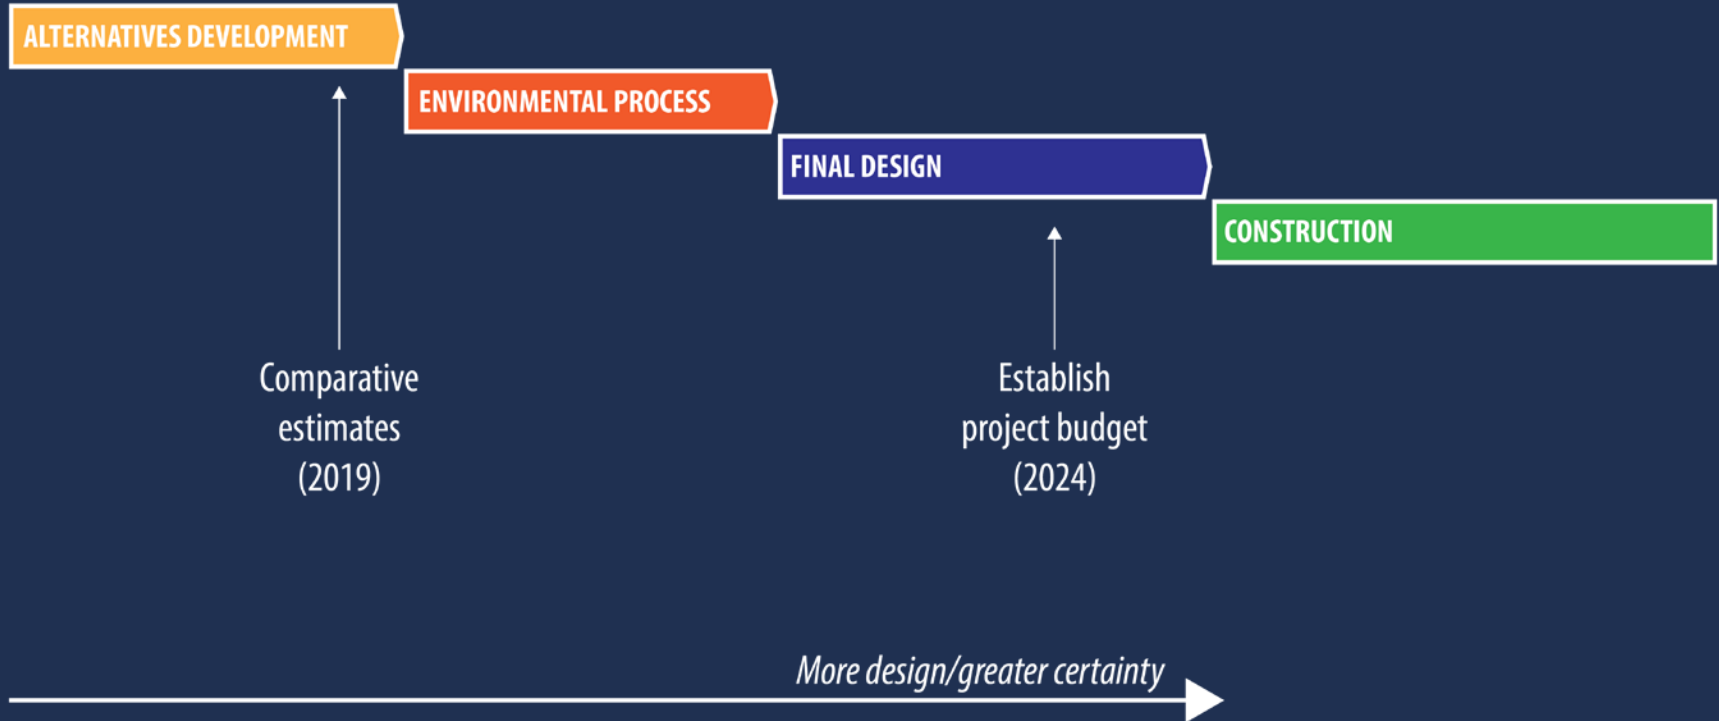 ALTERNATIVES DEVELOPMENT
ENVIRONMENTAL PROCESS
FINAL DESIGN
CONSTRUCTION
Comparative
estimates
(2019)
Establish
project budget
(2024)
More design/greater certainty